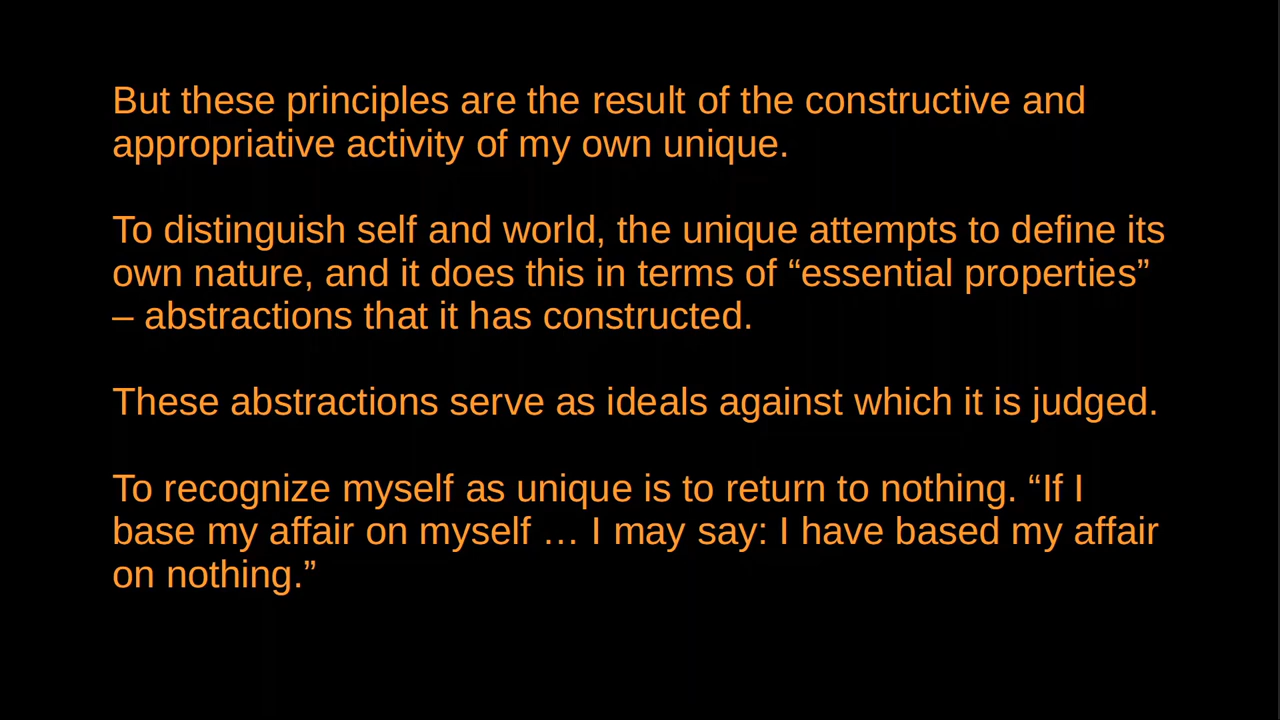 But these principles are the result of the constructive and
appropriative activity of my own unique.
To distinguish self and world, the unique attempts to define its
own nature, and it does this in terms of “essential properties”
– abstractions that it has constructed.
These abstractions serve as ideals against which it is judged.
To recognize myself as unique is to return to nothing. “If I
base my affair on myself … I may say: I have based my affair
on nothing.”